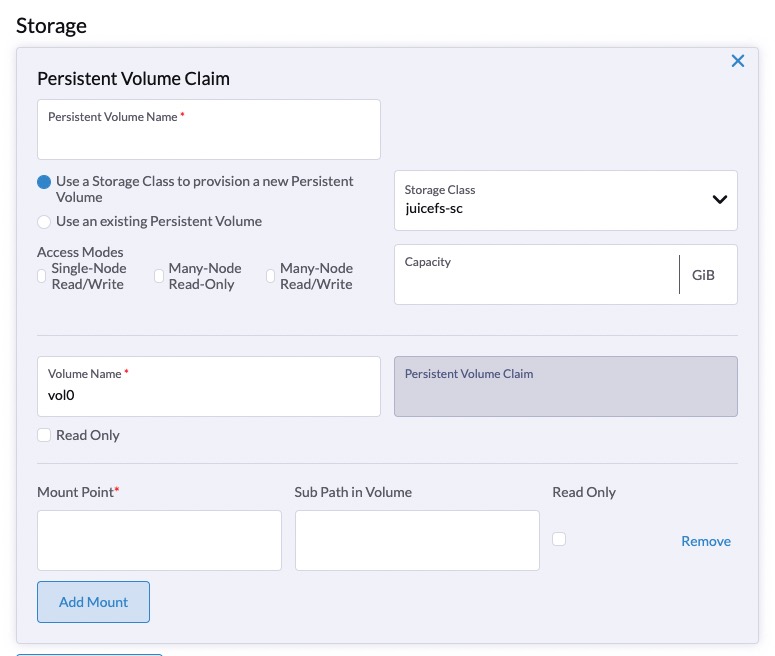 Storage
Persistent Volume Claim
Persistent Volume Name *
Use a Storage Class to provision a new Persistent
Volume
Storage Class
juicefs-sc
Use an existing Persistent Volume
Access Modes
Single-Node
Read/Write
Many-Node
Read-Only
Many-Node
Read/Write
Capacity
GiB
Volume Name *
vol0
Persistent Volume Claim
Read Only
Mount Point*
Sub Path in Volume
Read Only
Remove
Add Mount